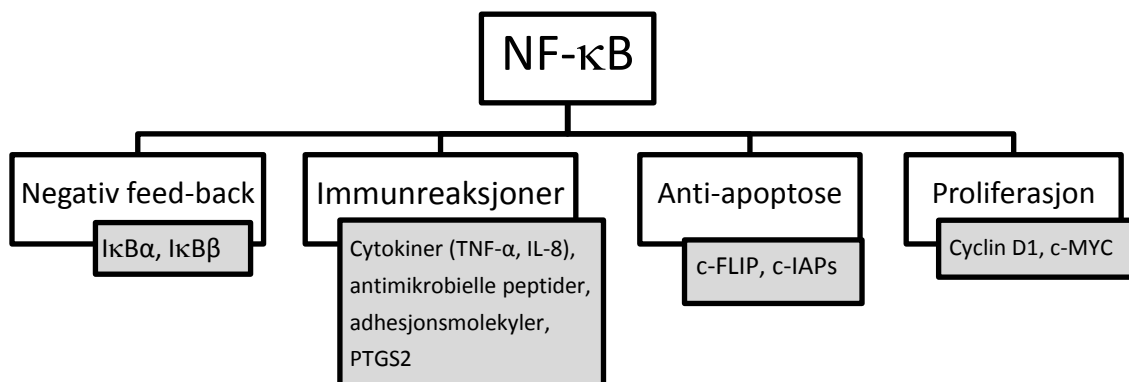 NF-κB
Negativ feed-back
IκBα, IκBβ
Immunreaksjoner
Cytokiner (TNF-α, IL-8),
antimikrobielle peptider,
adhesjonsmolekyler,
PTGS2
Anti-apoptose
c-FLIP, c-IAPs
Proliferasjon
Cyclin D1, c-MYC